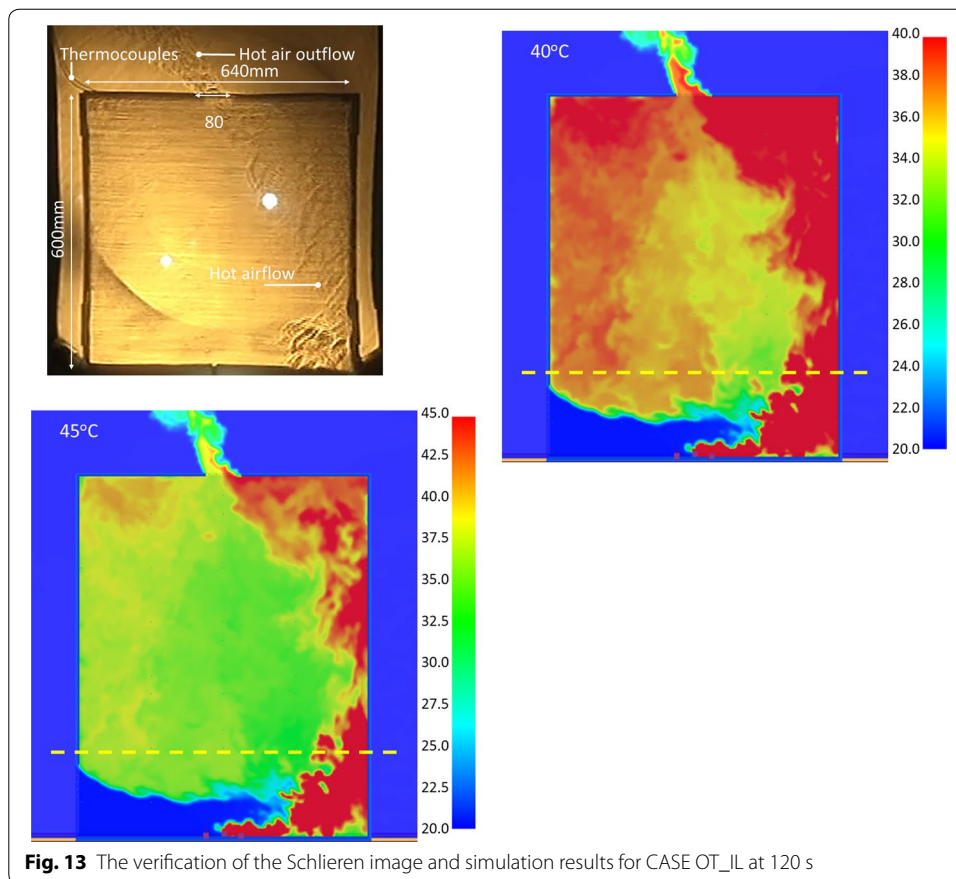 Thermocouples
Hot air outflow
640mm
80
600mm
Hot airflow
40°C
40.0
38.0
36.0
34.0
32.0
30.0
28.0
26.0
24.0
22.0
20.0
45°C
45.0
42.5
40.0
37.5
35.0
32.5
30.0
27.5
25.0
22.5
20.0
Fig. 13 The verification of the Schlieren image and simulation results for CASE OT_IL at 120 s